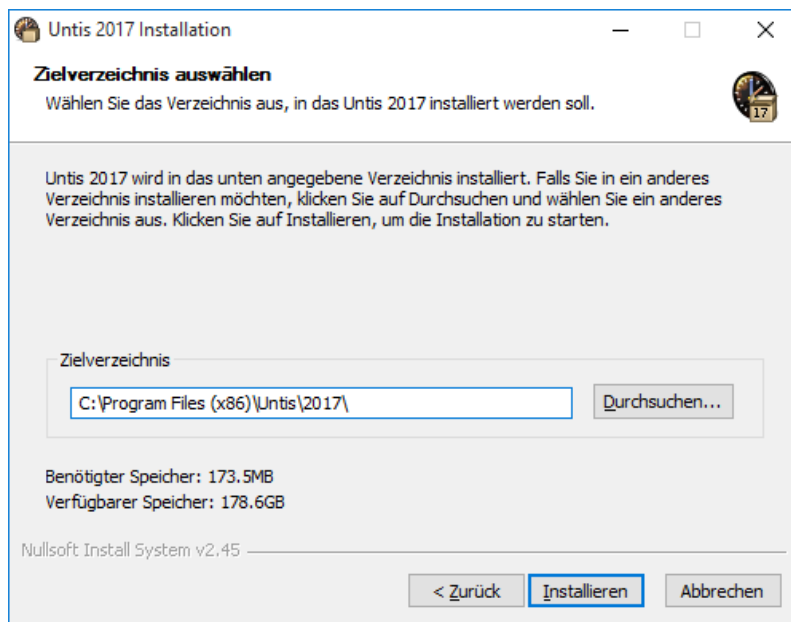 Untis 2017 Installation
Zielverzeichnis auswählen
Wählen Sie das Verzeichnis aus, in das Untis 2017 installiert werden soll.
17
Untis 2017 wird in das unten angegebene Verzeichnis installiert. Falls Sie in ein anderes
Verzeichnis installieren möchten, klicken Sie auf Durchsuchen und wählen Sie ein anderes
Verzeichnis aus. Klicken Sie auf Installieren, um die Installation zu starten.
Zielverzeichnis
C:\Program Files (x86)\Untis\2017\
Durchsuchen...
Benötigter Speicher: 173.5MB
Verfügbarer Speicher: 178.6GB
Nullsoft Install System v2.45
< Zurück
Installieren
Abbrechen